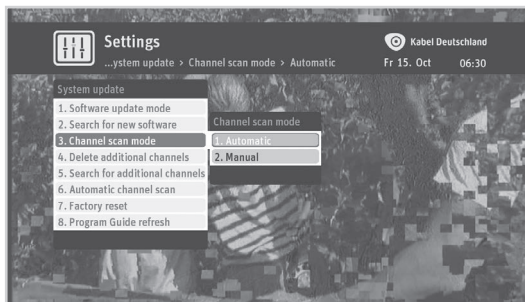 Settings
...ystem update > Channel scan mode > Automatic
Kabel Deutschland
Fr 15. Oct 06:30
System update
1. Software update mode
2. Search for new software
3. Channel scan mode
4. Delete additional channels
5. Search for additional channels
6. Automatic channel scan
7. Factory reset
8. Program Guide refresh
Channel scan mode
1. Automatic
2. Manual